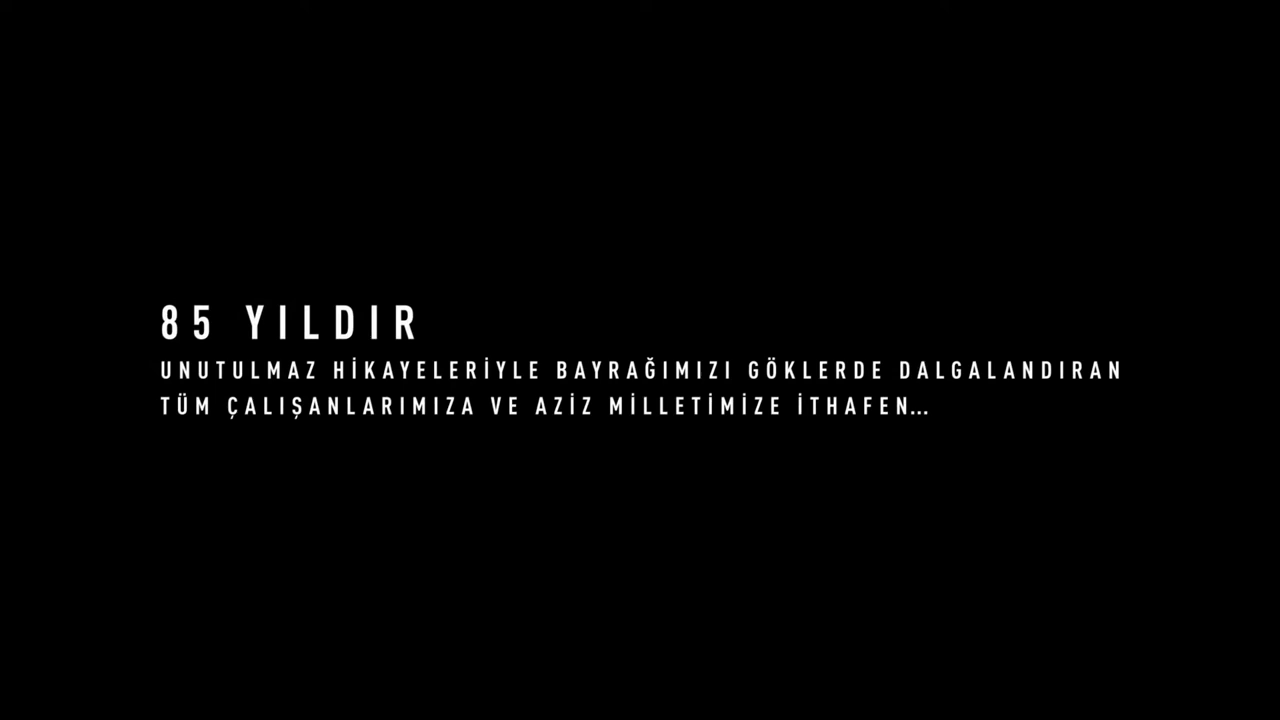 85 YILDIR
UNUTULMAZ HİKAYELERİYLE BAYRAĞIMIZI GÖKLERDE DALGALANDIRAN
TÜM ÇALIŞANLARIMIZA VE AZİZ MİLLETİMİZE İTHAFEN...